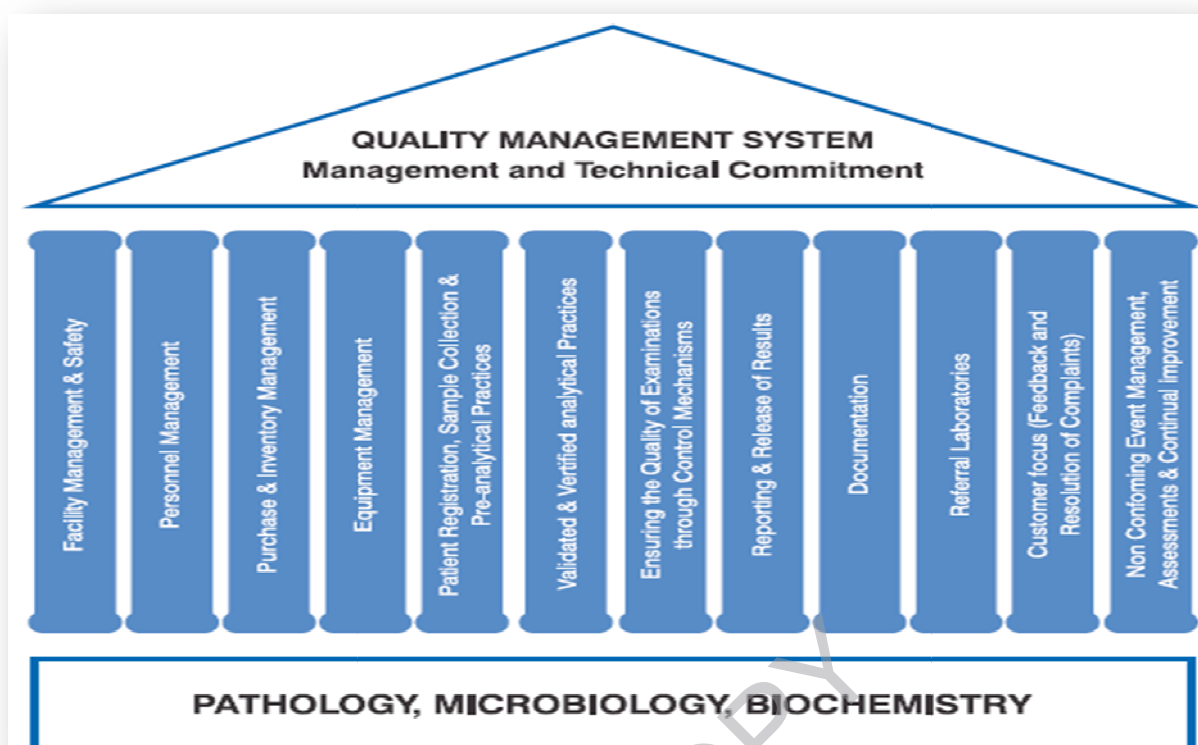 QUALITY MANAGEMENT SYSTEM
Management and Technical Commitment
Facility Management & Safety
Personnel Management
Purchase & Inventory Management
Equipment Management
Patient Registration, Sample Collection &
Pre-analytical Practices
Validated & Vertified analytical Practices
Ensuring the Quality of Examinations
through Control Mechanisms
Reporting & Release of Results
Documentation
Referral Laboratories
Customer focus (Feedback and
Resolution of Complaints)
Non Confoming Event Management,
Assessments & Continual improvement
PATHOLOGY, MICROBIOLOGY, BIOCHEMISTRY